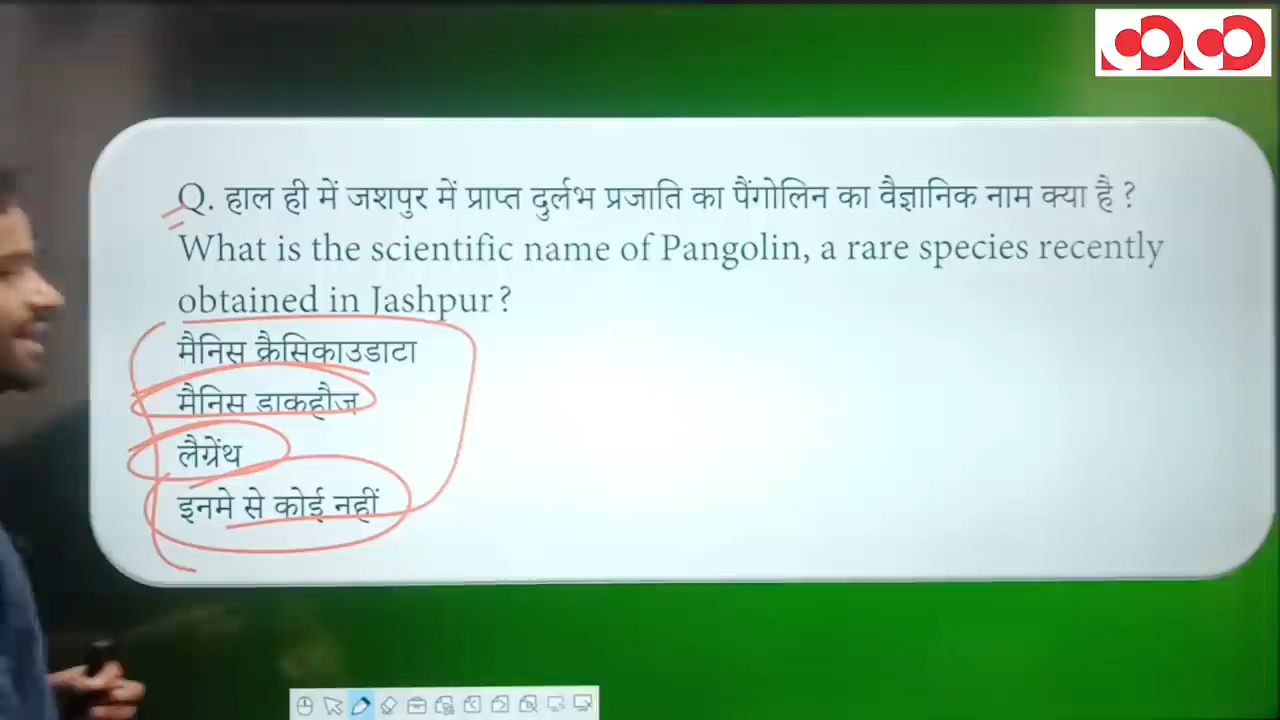 Q. हाल ही में जशपुर में प्राप्त दुर्लभ प्रजाति का पैंगोलिन का वैज्ञानिक नाम क्या है ?
What is the scientific name of Pangolin, a rare species recently
obtained in Jashpur?
मैनिस क्रैसिकाउडाटा
मैनिस डाकहौज
लैग्रेंथ
इनमे से कोई नहीं